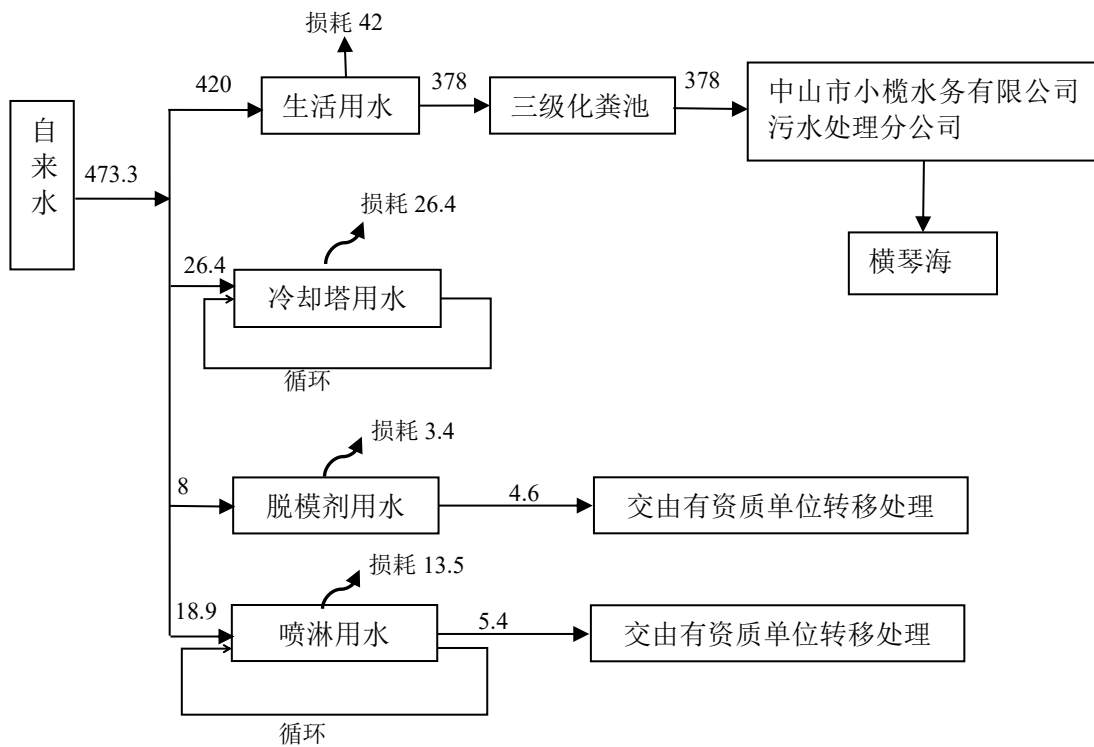 损耗 42
420
生活用水
378
三级化粪池
378
中山市小榄水务有限公司
污水处理分公司
自来水
473.3
横琴海
损耗 26.4
26.4
冷却塔用水
循环
损耗 3.4
8
脱模剂用水
4.6
交由有资质单位转移处理
损耗 13.5
18.9
喷淋用水
5.4
交由有资质单位转移处理
循环